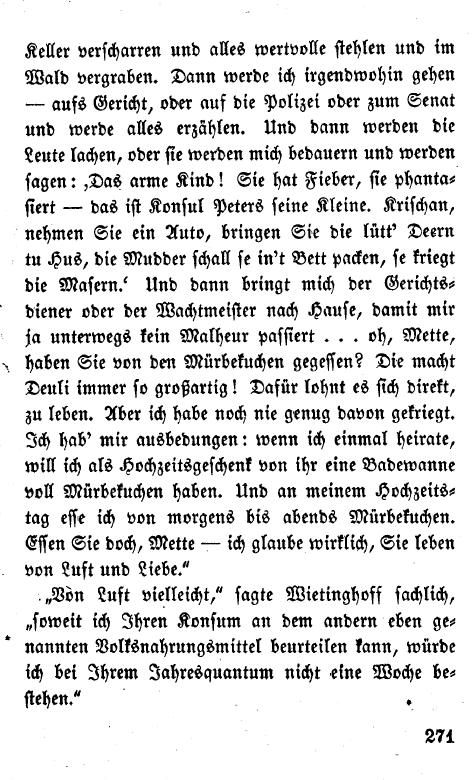 Keller verscharren und alles wertvolle stehlen und im
Wald vergraben. Dann werde ich irgendwohin gehen
— aufs Gericht, oder auf die Polizei oder zum Senat
und werde alles erzählen. Und dann werden die
Leute lachen, oder sie werden mich bedauern und werden
sagen: ‚Das arme Kind! Sie hat Fieber, sie phanta-
siert — das ist Konsul Peters seine Kleine. Krischan,
nehmen Sie ein Auto, bringen Sie die lütt’ Deern
tu Hus, die Mudder schall se in’t Bett packen, se kriegt
die Masern.‘ Und dann bringt mich der Gerichts-
diener oder der Wachtmeister nach Hause, damit mir
ja unterwegs kein Malheur passiert . . . oh, Mette,
haben Sie von den Mürbekuchen gegessen? Die macht
Deuli immer so großartig! Dafür lohnt es sich direkt,
zu leben. Aber ich habe noch nie genug davon gekriegt.
Ich hab’ mir ausbedungen: wenn ich einmal heirate,
will ich als Hochzeitsgeschenk von ihr eine Badewanne
voll Mürbekuchen haben. Und an meinem Hochzeits-
tag esse ich von morgens bis abends Mürbekuchen.
Essen Sie doch, Mette — ich glaube wirklich, Sie leben
von Luft und Liebe.“
„Von Luft vielleicht,“ sagte Wietinghoff sachlich,
„soweit ich Ihren Konsum an dem andern eben ge-
nannten Volksnahrungsmittel beurteilen kann, würde
ich bei Ihrem Jahresquantum nicht eine Woche be-
stehen.“
271